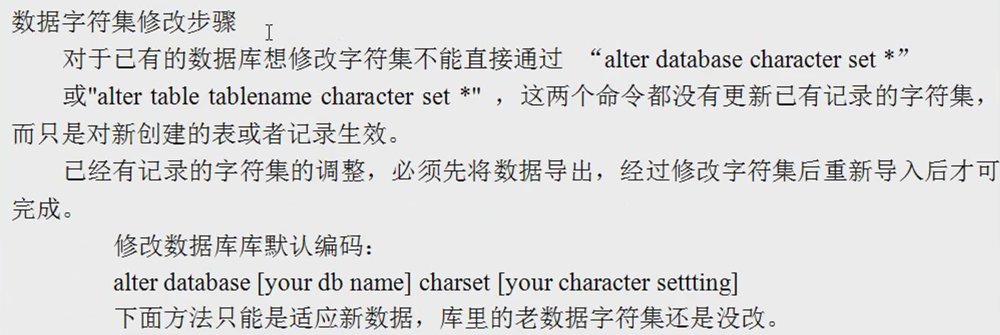 数据字符集修改步骤
对于已有的数据库想修改字符集不能直接通过 “alter database character set *”
或"alter table tablename character set *" ，这两个命令都没有更新已有记录的字符集，
而只是对新创建的表或者记录生效。
已经有记录的字符集的调整，必须先将数据导出，经过修改字符集后重新导入后才可
完成。
修改数据库库默认编码：
alter database [your db name] charset [your character settting]
下面方法只能是适应新数据，库里的老数据字符集还是没改。